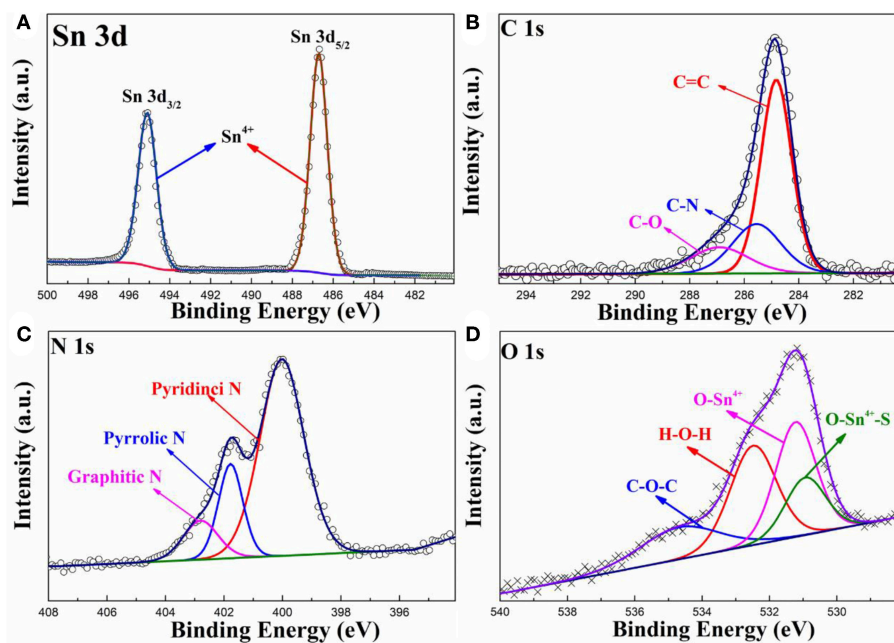 A
Sn 3d
Sn 3d5/2
Sn 3d3/2
Sn4+
Intensity (a.u.)
500 498 496 494 492 490 488 486 484 482
Binding Energy (eV)
B
C 1s
C=C
C-N
C-O
Intensity (a.u.)
294 292 290 288 286 284 282 280
Binding Energy (eV)
C
N 1s
Pyridinci N
Pyrrolic N
Graphitic N
Intensity (a.u.)
408 406 404 402 400 398 396
Binding Energy (eV)
D
O 1s
O-Sn4+
O-Sn4+-S
H-O-H
C-O-C
Intensity (a.u.)
540 538 536 534 532 530
Binding Energy (eV)